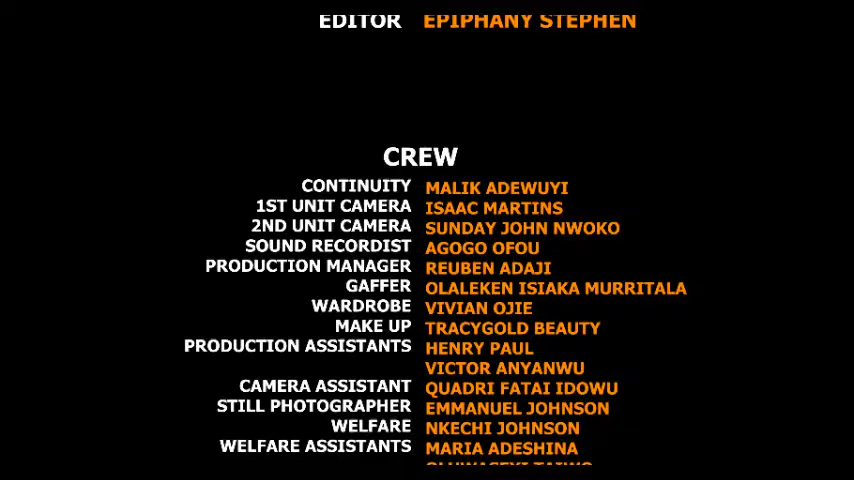 EDITOR EPIPHANY STEPHEN
CREW
CONTINUITY MALIK ADEWUYI
1ST UNIT CAMERA ISAAC MARTINS
2ND UNIT CAMERA SUNDAY JOHN NWOKO
SOUND RECORDIST AGOGO OFOU
PRODUCTION MANAGER REUBEN ADAJI
GAFFER OLALEKEN ISIAKA MURRITALA
WARDROBE VIVIAN OJIE
MAKE UP TRACYGOLD BEAUTY
PRODUCTION ASSISTANTS HENRY PAUL
VICTOR ANYANWU
CAMERA ASSISTANT QUADRI FATAI IDOWU
STILL PHOTOGRAPHER EMMANUEL JOHNSON
WELFARE NKECHI JOHNSON
WELFARE ASSISTANTS MARIA ADESHINA